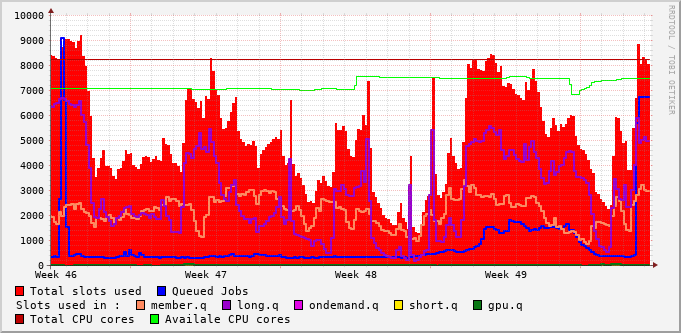 10000
9000
8000
7000
6000
5000
4000
3000
2000
1000
0
Week 46 Week 47 Week 48 Week 49
RRDTOOL / TOBI OETIKER
Total slots used Queued Jobs
Slots used in : member.q long.q ondemand.q short.q gpu.q
Total CPU cores Availale CPU cores